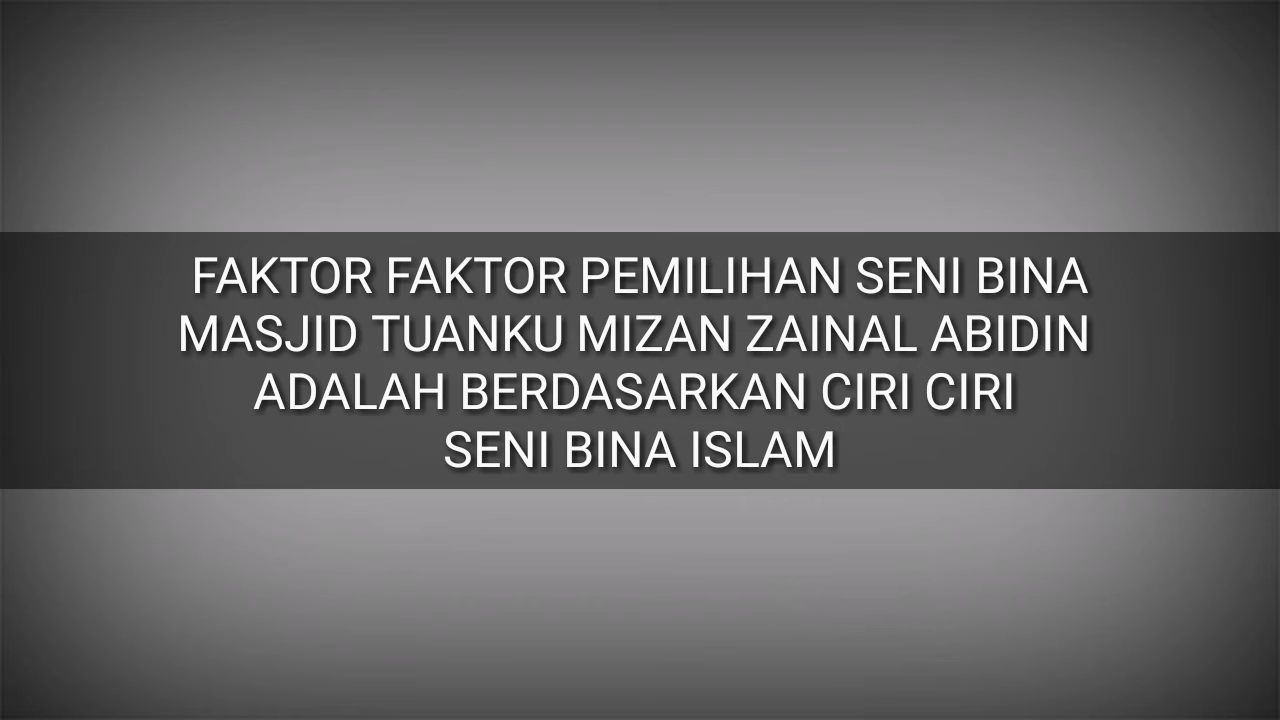 FAKTOR FAKTOR PEMILIHAN SENI BINA
MASJID TUANKU MIZAN ZAINAL ABIDIN
ADALAH BERDASARKAN CIRI CIRI
SENI BINA ISLAM